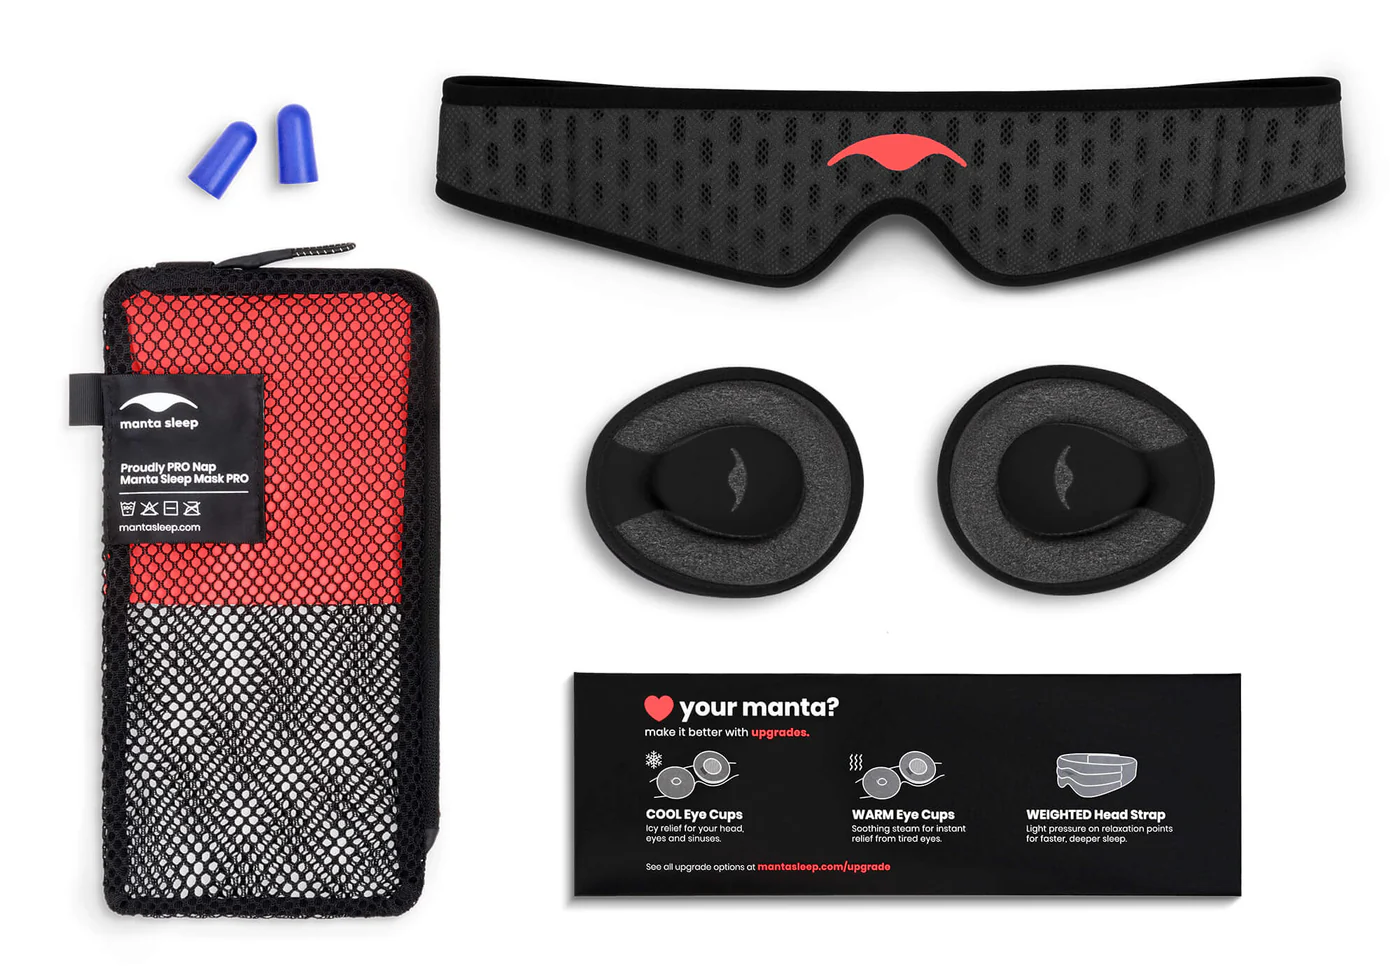 manta sleep
Proudly PRO Nap
Manta Sleep Mask PRO
mantasleep.com
your manta?
make it better with upgrades.
COOL Eye Cups
Icy relief for your head,
eyes and sinuses.
WARM Eye Cups
Soothing steam for instant
relief from tired eyes.
WEIGHTED Head Strap
Light pressure on relaxation points
for faster, deeper sleep.
See all upgrade options at mantasleep.com/upgrade